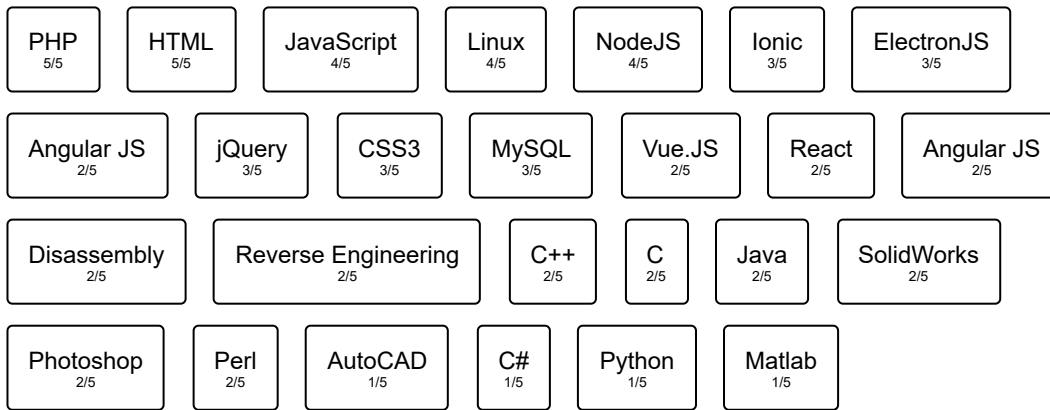 PHP
5/5
HTML
5/5
JavaScript
4/5
Linux
4/5
NodeJS
4/5
Ionic
3/5
ElectronJS
3/5
Angular JS
2/5
jQuery
3/5
CSS3
3/5
MySQL
3/5
Vue.JS
2/5
React
2/5
Angular JS
2/5
Disassembly
2/5
Reverse Engineering
2/5
C++
2/5
C
2/5
Java
2/5
SolidWorks
2/5
Photoshop
2/5
Perl
2/5
AutoCAD
1/5
C#
1/5
Python
1/5
Matlab
1/5